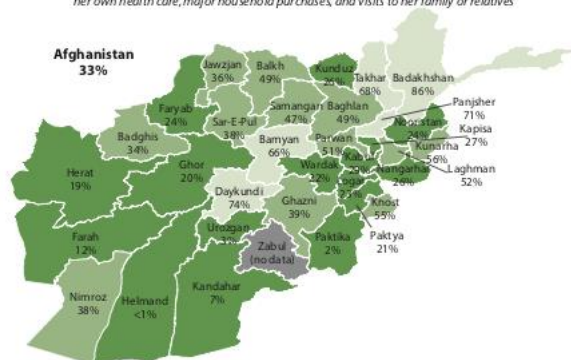 her own health care, major household purchases, and visits to her family or relatives
Afghanistan
33%
Jawzjan
36%
Balkh
49%
Kunduz
26%
Takhar
68%
Badakhshan
86%
Faryab
24%
Sar-E-Pul
38%
Samangan
47%
Baghlan
49%
Panjsher
71%
Badghis
34%
Bamyan
66%
Parwan
51%
Nooristan
24%
Kapisa
27%
Kunarha
56%
Herat
19%
Ghor
20%
Wardak
22%
Kabul
29%
Nangarhar
26%
Laghman
52%
Daykundi
74%
Ghazni
39%
Logar
Khost
55%
Farah
12%
Urozgan
Zabul
(no data)
Paktika
2%
Paktya
21%
Nimroz
38%
Helmand
<1%
Kandahar
7%